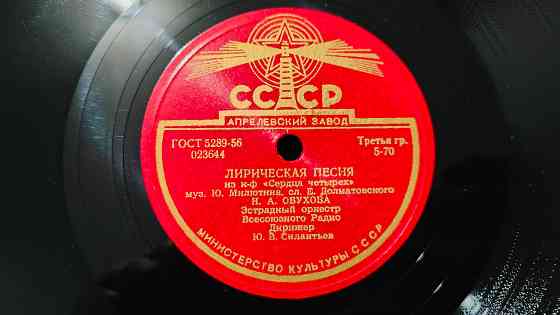 СССР
АПРЕЛЕВСКИЙ ЗАВОД
ГОСТ 5289-56
023644
Третья гр.
5-70
ЛИРИЧЕСКАЯ ПЕСНЯ
из к-ф «Сердца четырех»
муз. Ю. Милютина, сл. Е. Долматовского
Н. А. ОБУХОВА
Эстрадный оркестр
Всесоюзного Радио
Дирижер
Ю. В. Силантьев
МИНИСТЕРСТВО КУЛЬТУРЫ СССР